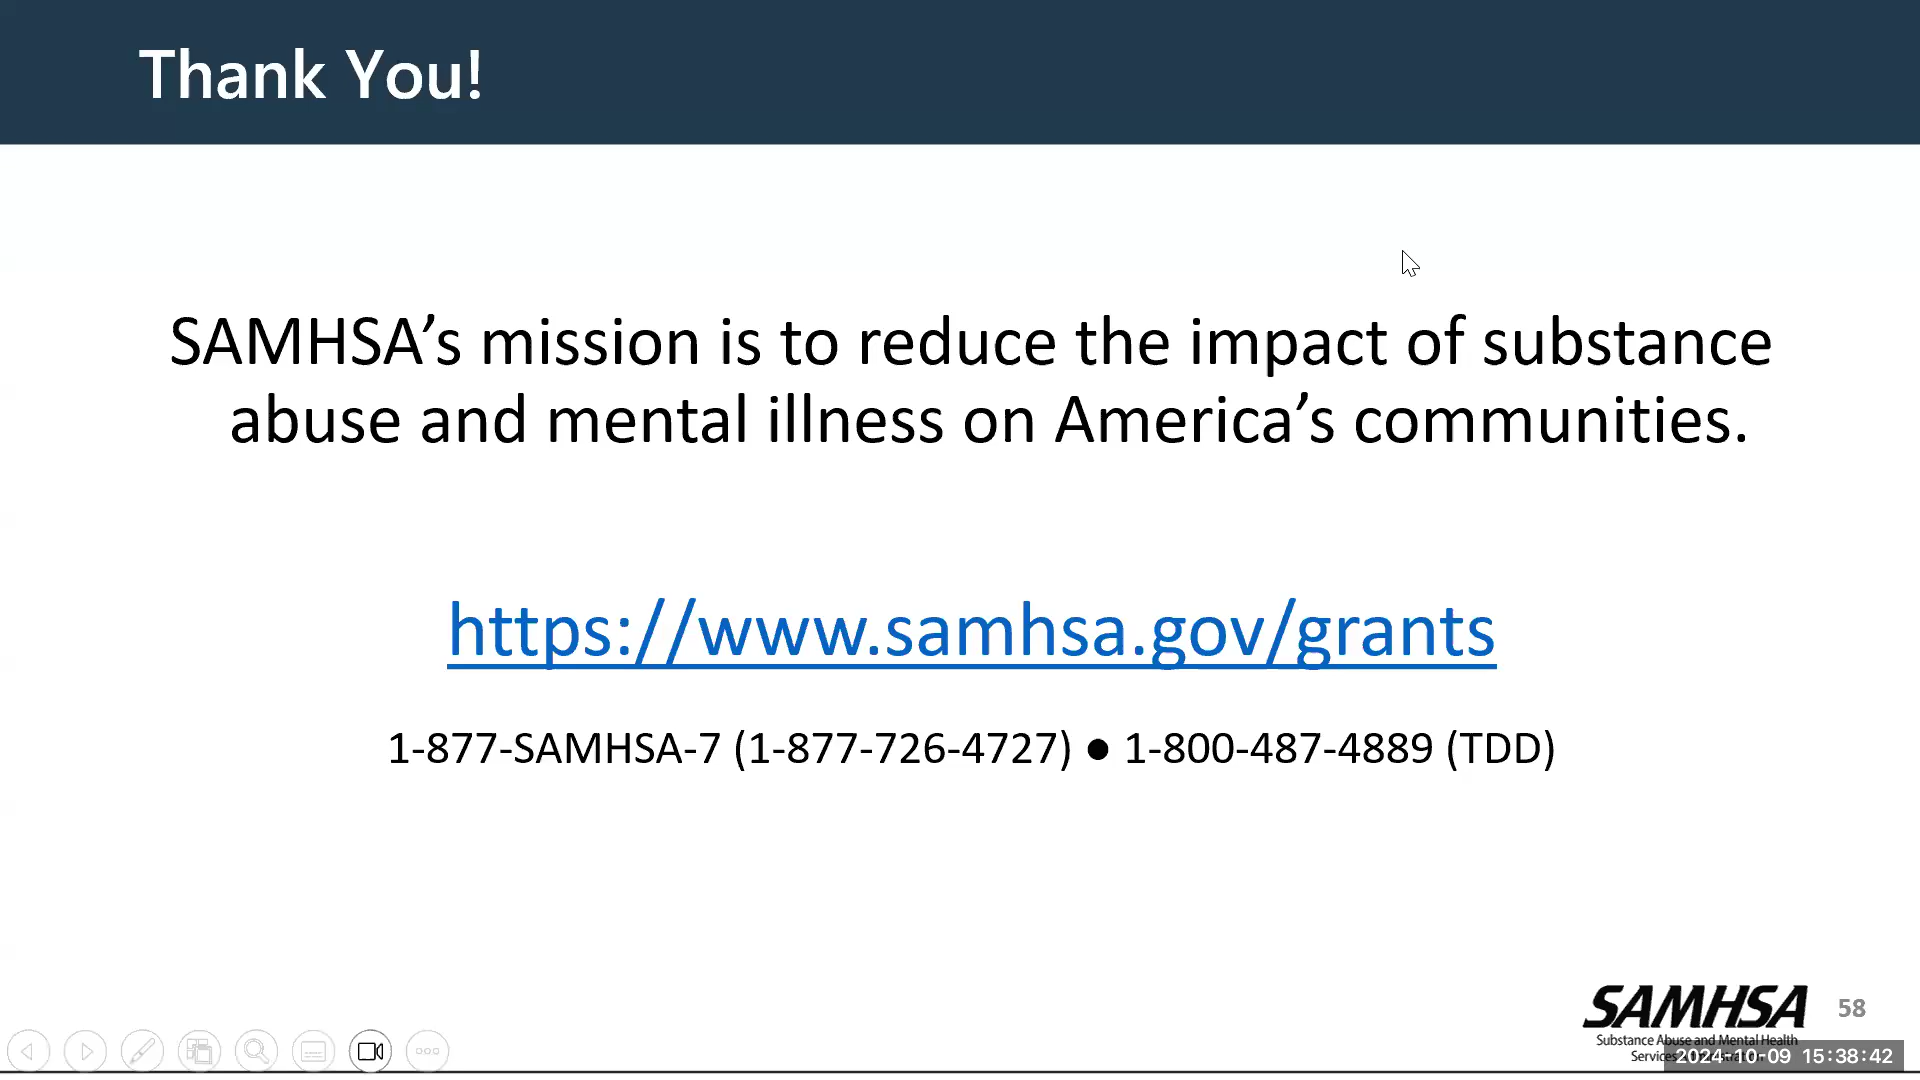 Thank You!
SAMHSA’s mission is to reduce the impact of substance
abuse and mental illness on America’s communities.
https://www.samhsa.gov/grants
1-877-SAMHSA-7 (1-877-726-4727) ● 1-800-487-4889 (TDD)
SAMHSA
58
Substance Abuse and Mental Health
2024-10-09 15:38:42